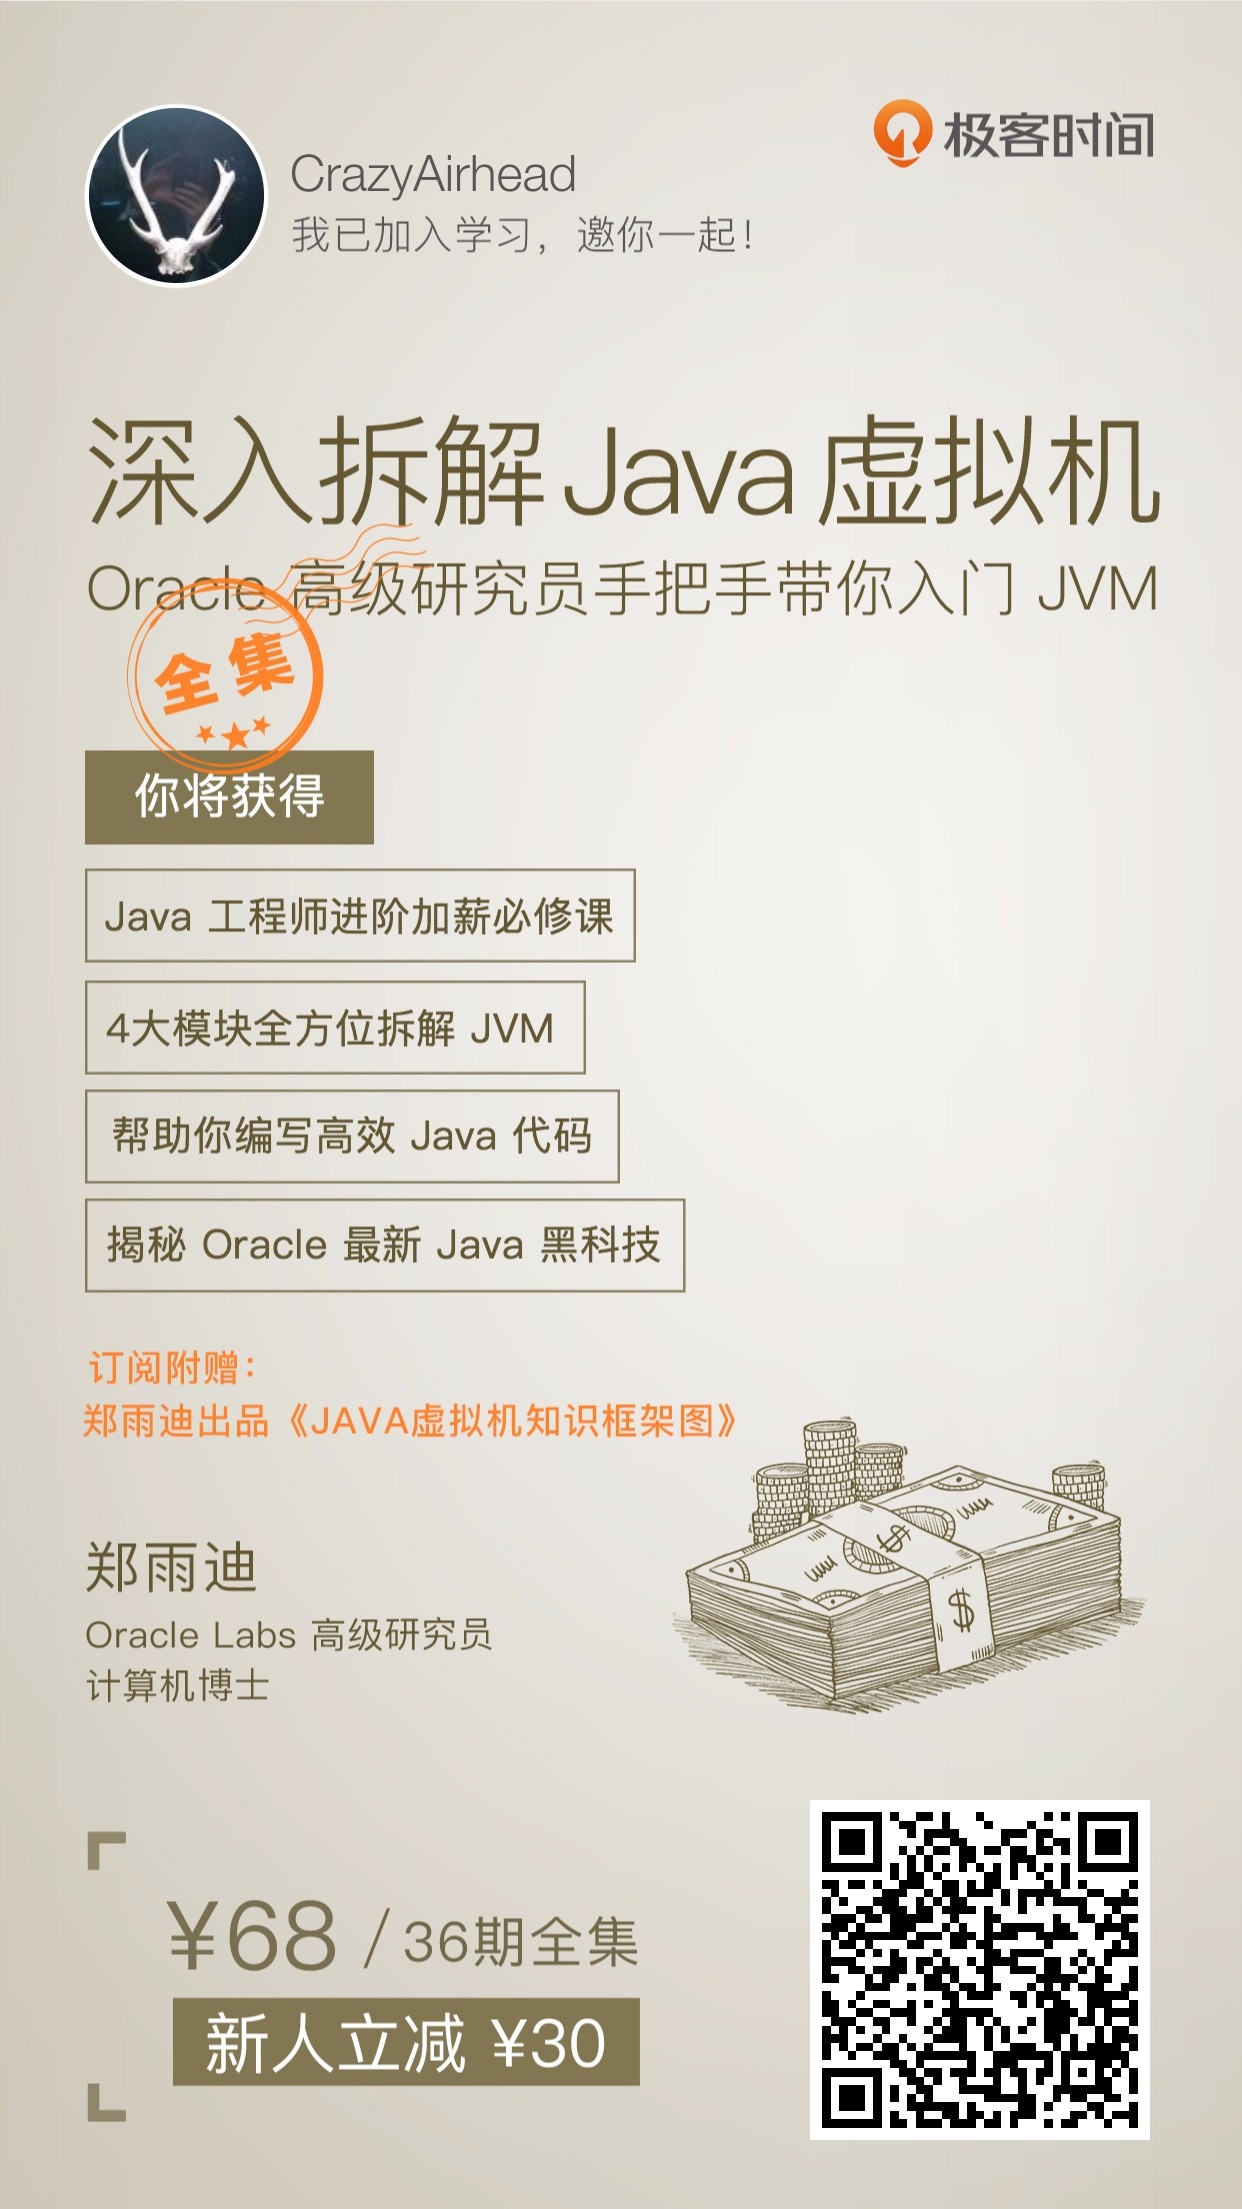 极客时间
CrazyAirhead
我已加入学习，邀你一起！
深入拆解 Java 虚拟机
Oracle 高级研究员手把手带你入门 JVM
全集
你将获得
Java 工程师进阶加薪必修课
4大模块全方位拆解 JVM
帮助你编写高效 Java 代码
揭秘 Oracle 最新 Java 黑科技
订阅附赠：
郑雨迪出品《JAVA虚拟机知识框架图》
郑雨迪
Oracle Labs 高级研究员
计算机博士
$
$
¥68 / 36期全集
新人立减 ¥30